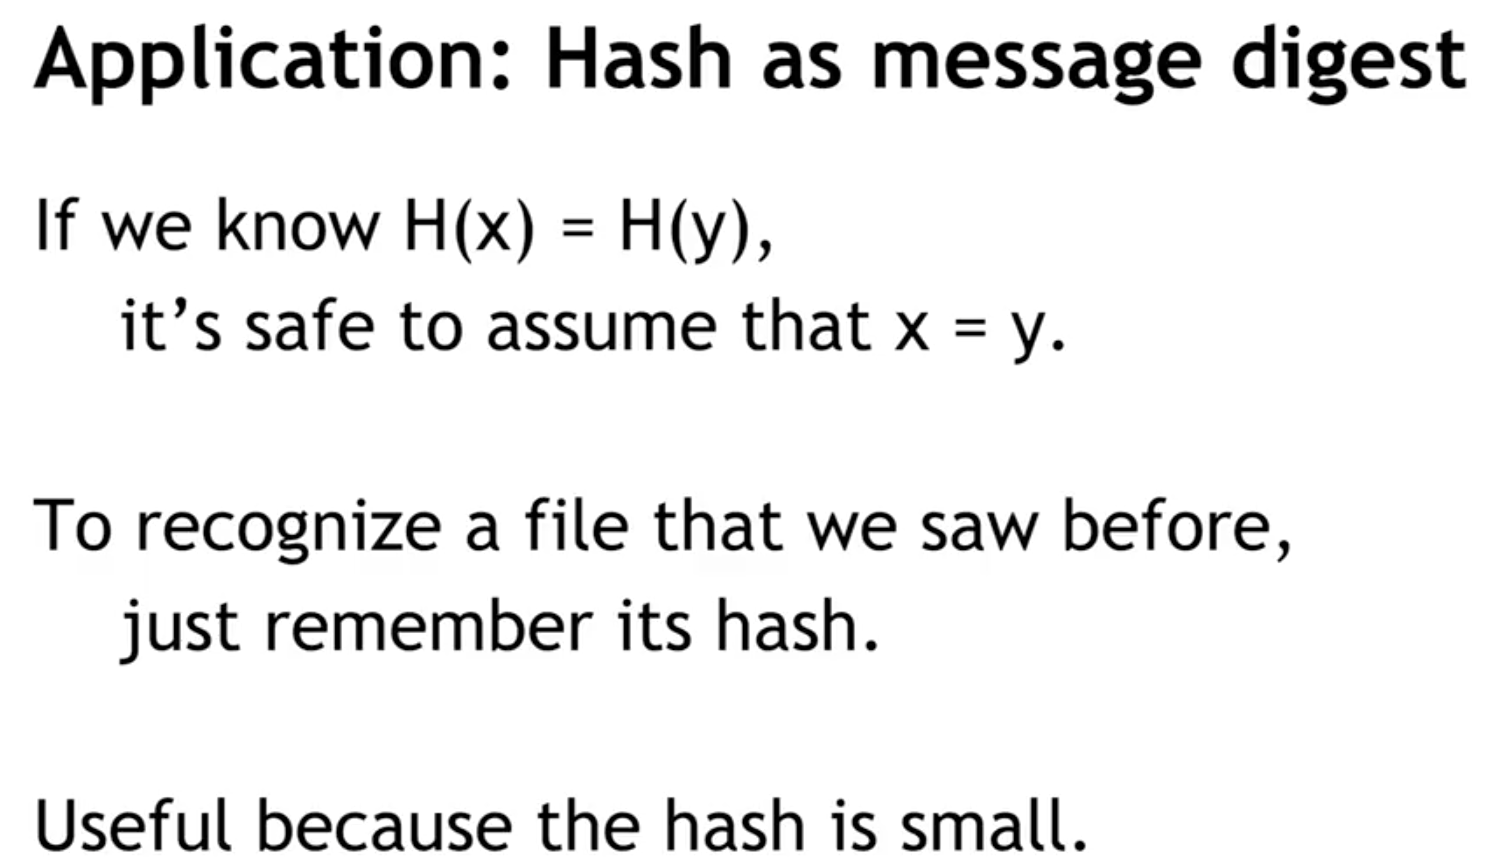 Application: Hash as message digest
If we know H(x) = H(y),
it’s safe to assume that x = y.
To recognize a file that we saw before,
just remember its hash.
Useful because the hash is small.